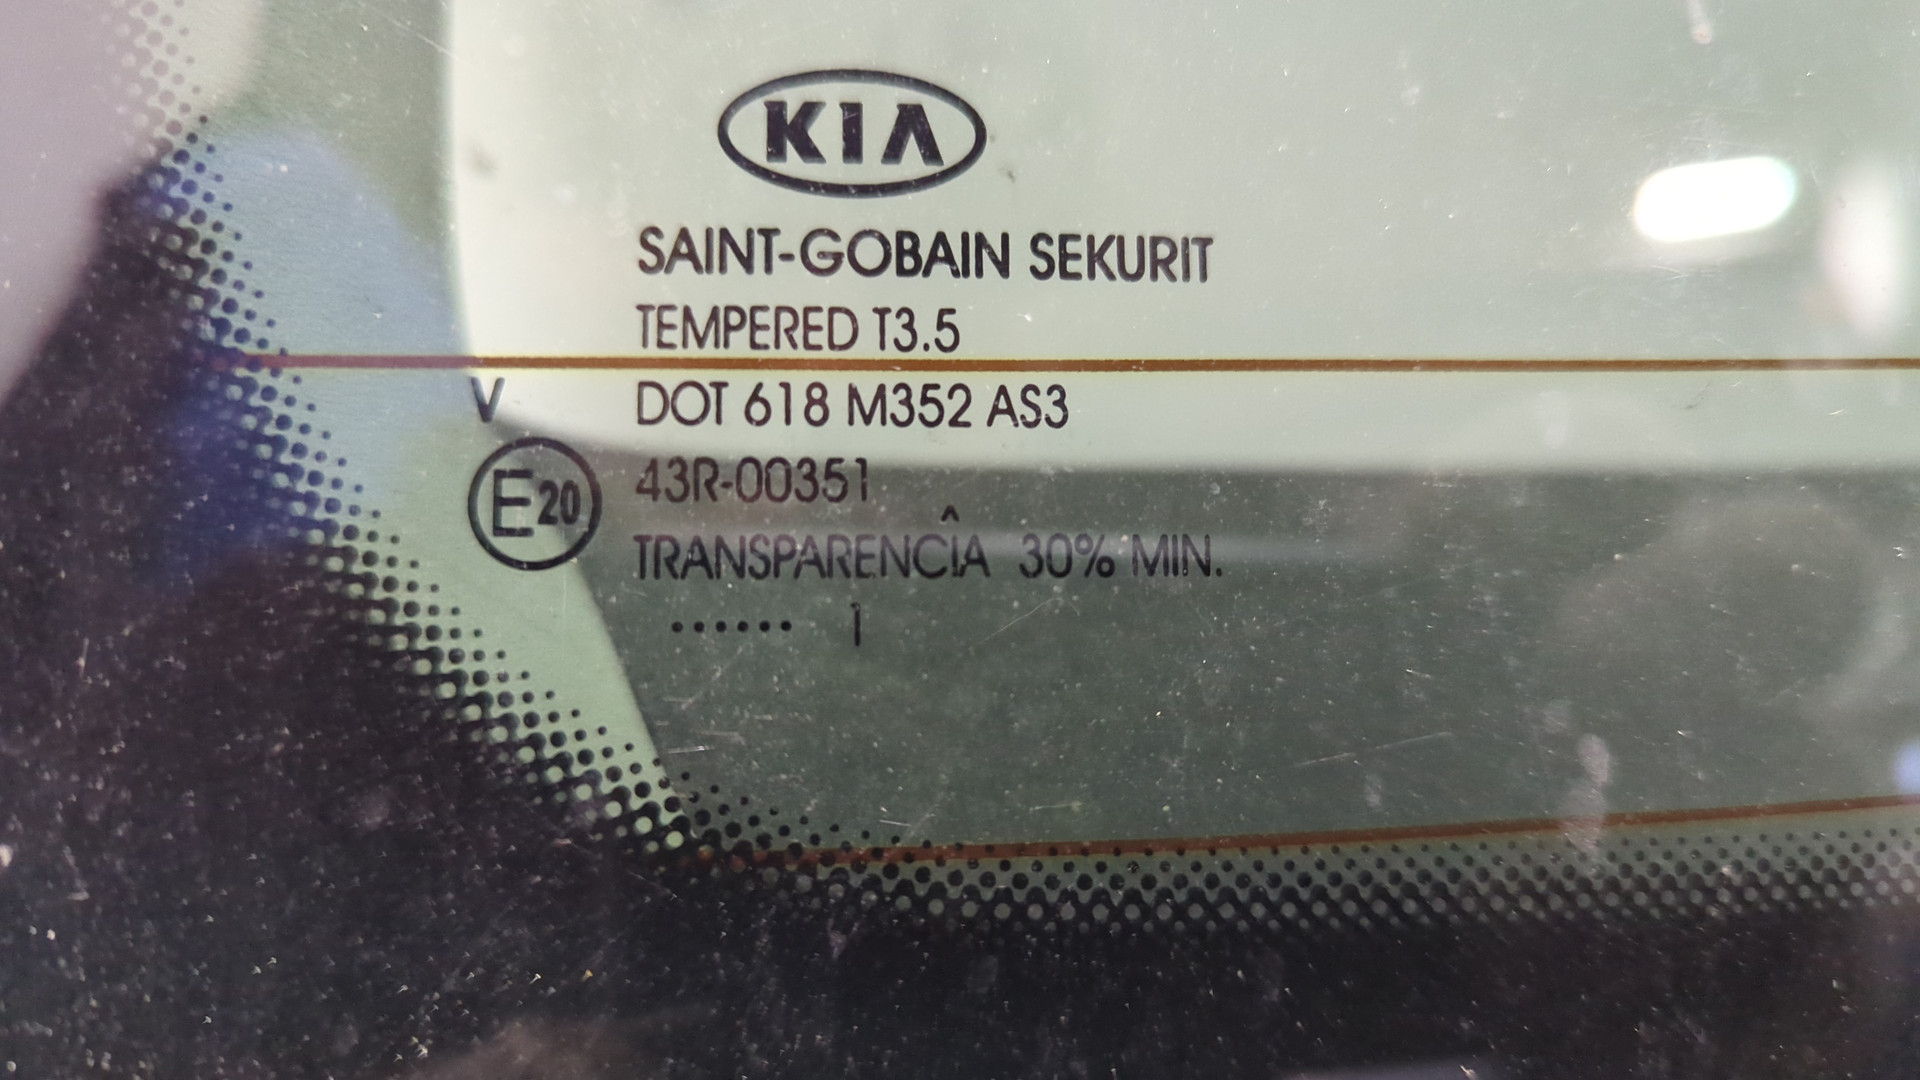 KIA
SAINT-GOBAIN SEKURIT
TEMPERED T3.5
V DOT 618 M352 AS3
E20 43R-00351
TRANSPARENCÎA 30% MIN.
...... 1